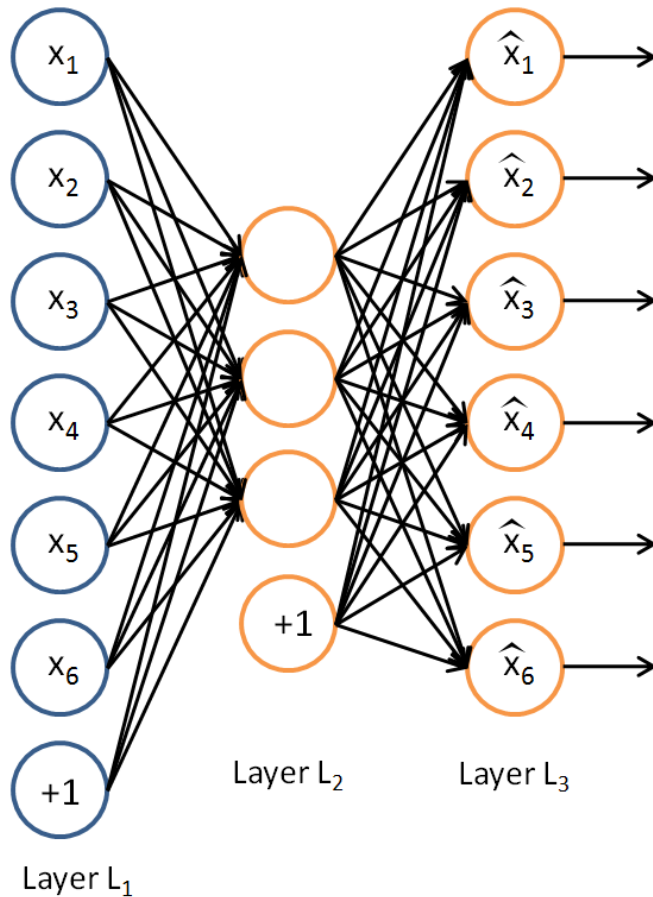 x₁
x₂
x₃
x₄
x₅
x₆
+1
Layer L₁
+1
Layer L₂
x̂₁
x̂₂
x̂₃
x̂₄
x̂₅
x̂₆
Layer L₃